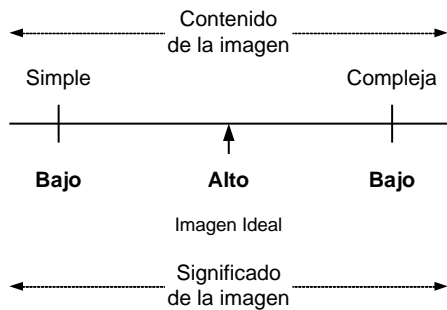 Contenido
de la imagen
Simple
Compleja
Bajo
Alto
Bajo
Imagen Ideal
Significado
de la imagen